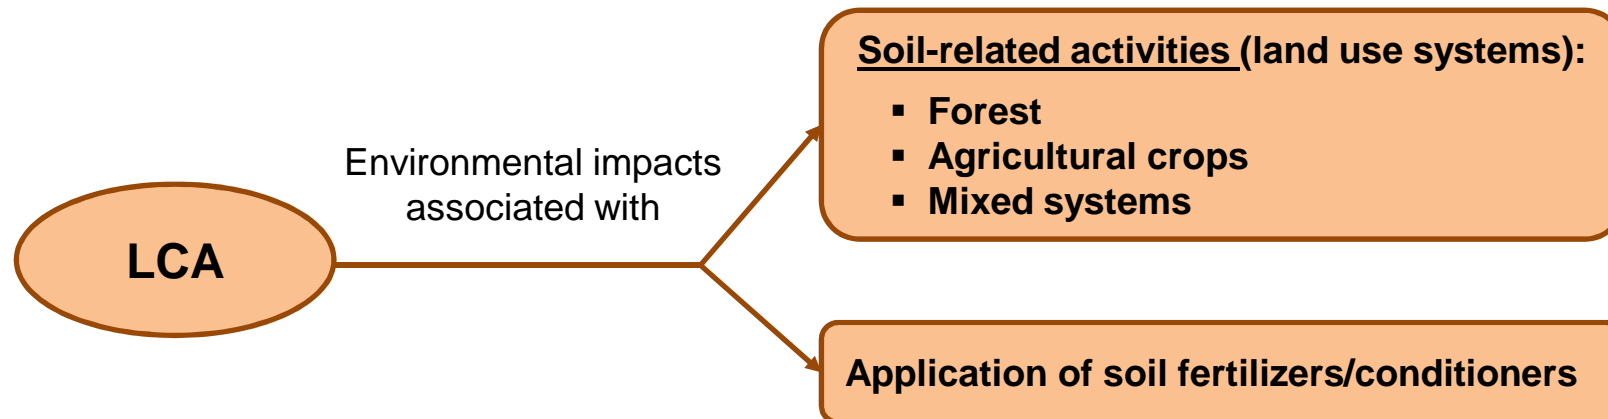 LCA
Environmental impacts
associated with
Soil-related activities (land use systems):
▪ Forest
▪ Agricultural crops
▪ Mixed systems
Application of soil fertilizers/conditioners